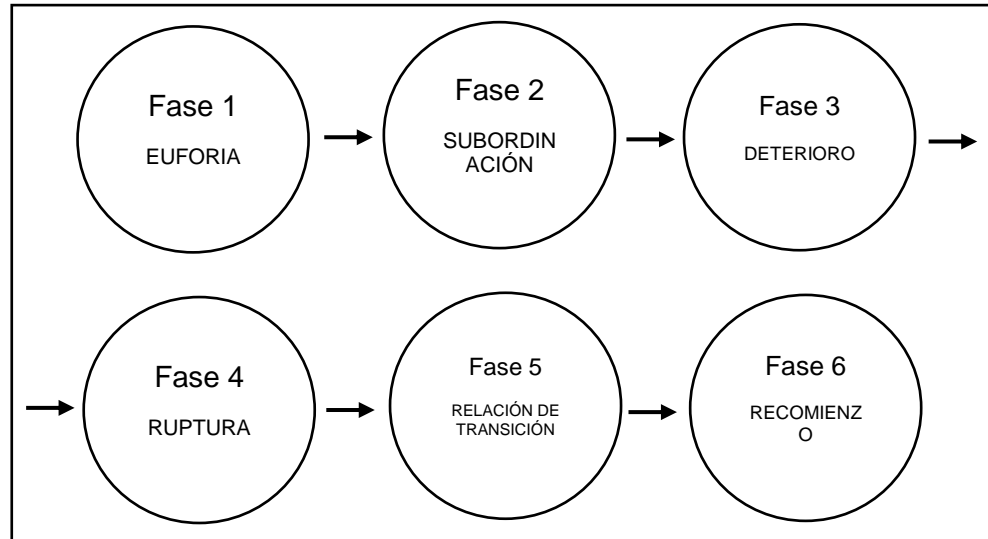 Fase 1
EUFORIA
Fase 2
SUBORDIN
ACIÓN
Fase 3
DETERIORO
Fase 4
RUPTURA
Fase 5
RELACIÓN DE
TRANSICIÓN
Fase 6
RECOMIENZ
O